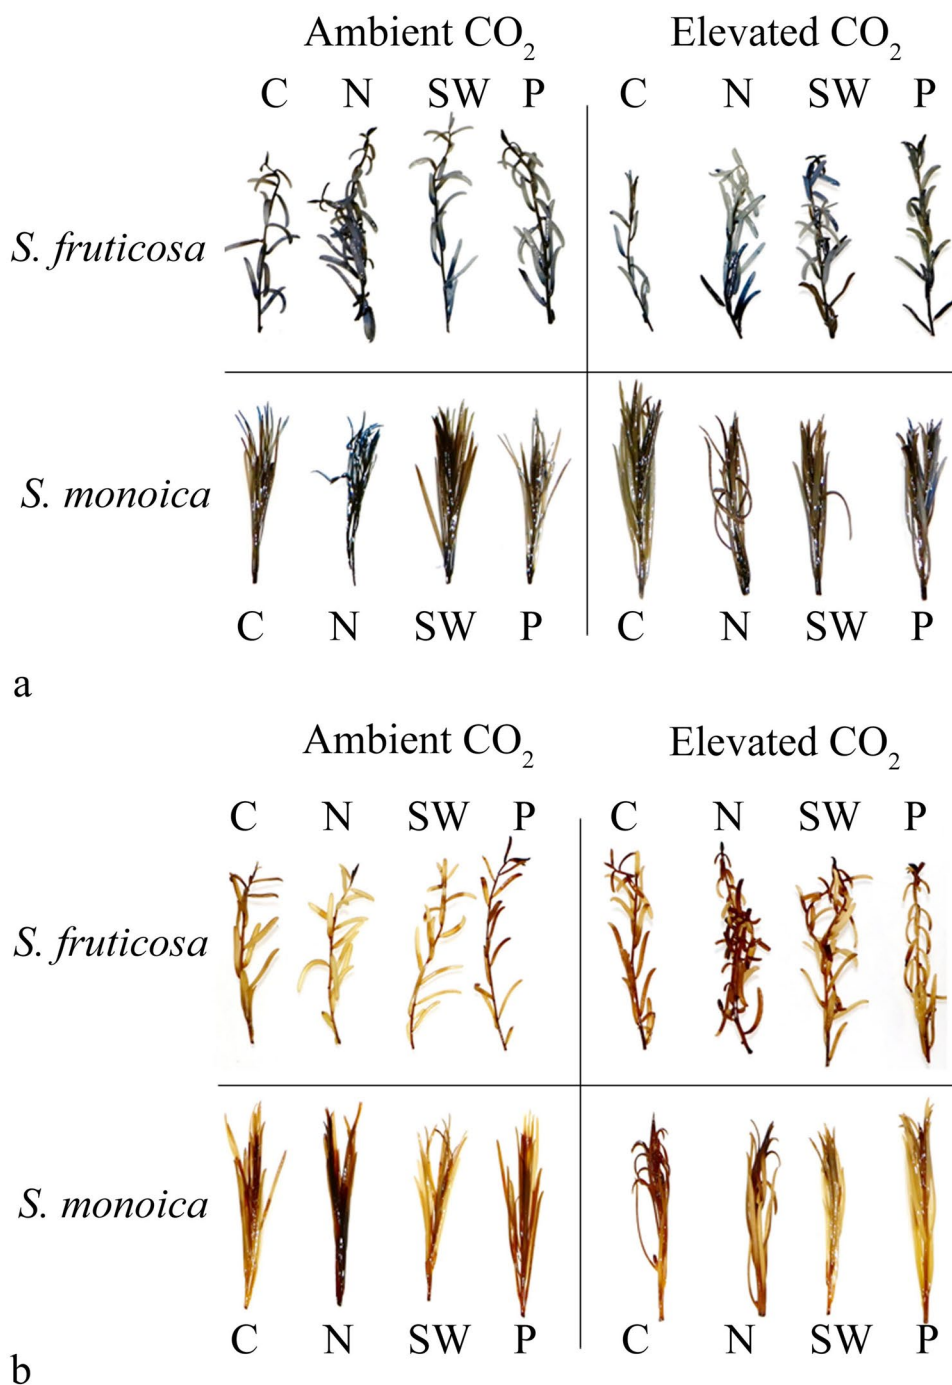 Ambient CO₂ Elevated CO₂
C N SW P C N SW P
S. fruticosa
S. monoica
C N SW P C N SW P
a
Ambient CO₂ Elevated CO₂
C N SW P C N SW P
S. fruticosa
S. monoica
C N SW P C N SW P
b